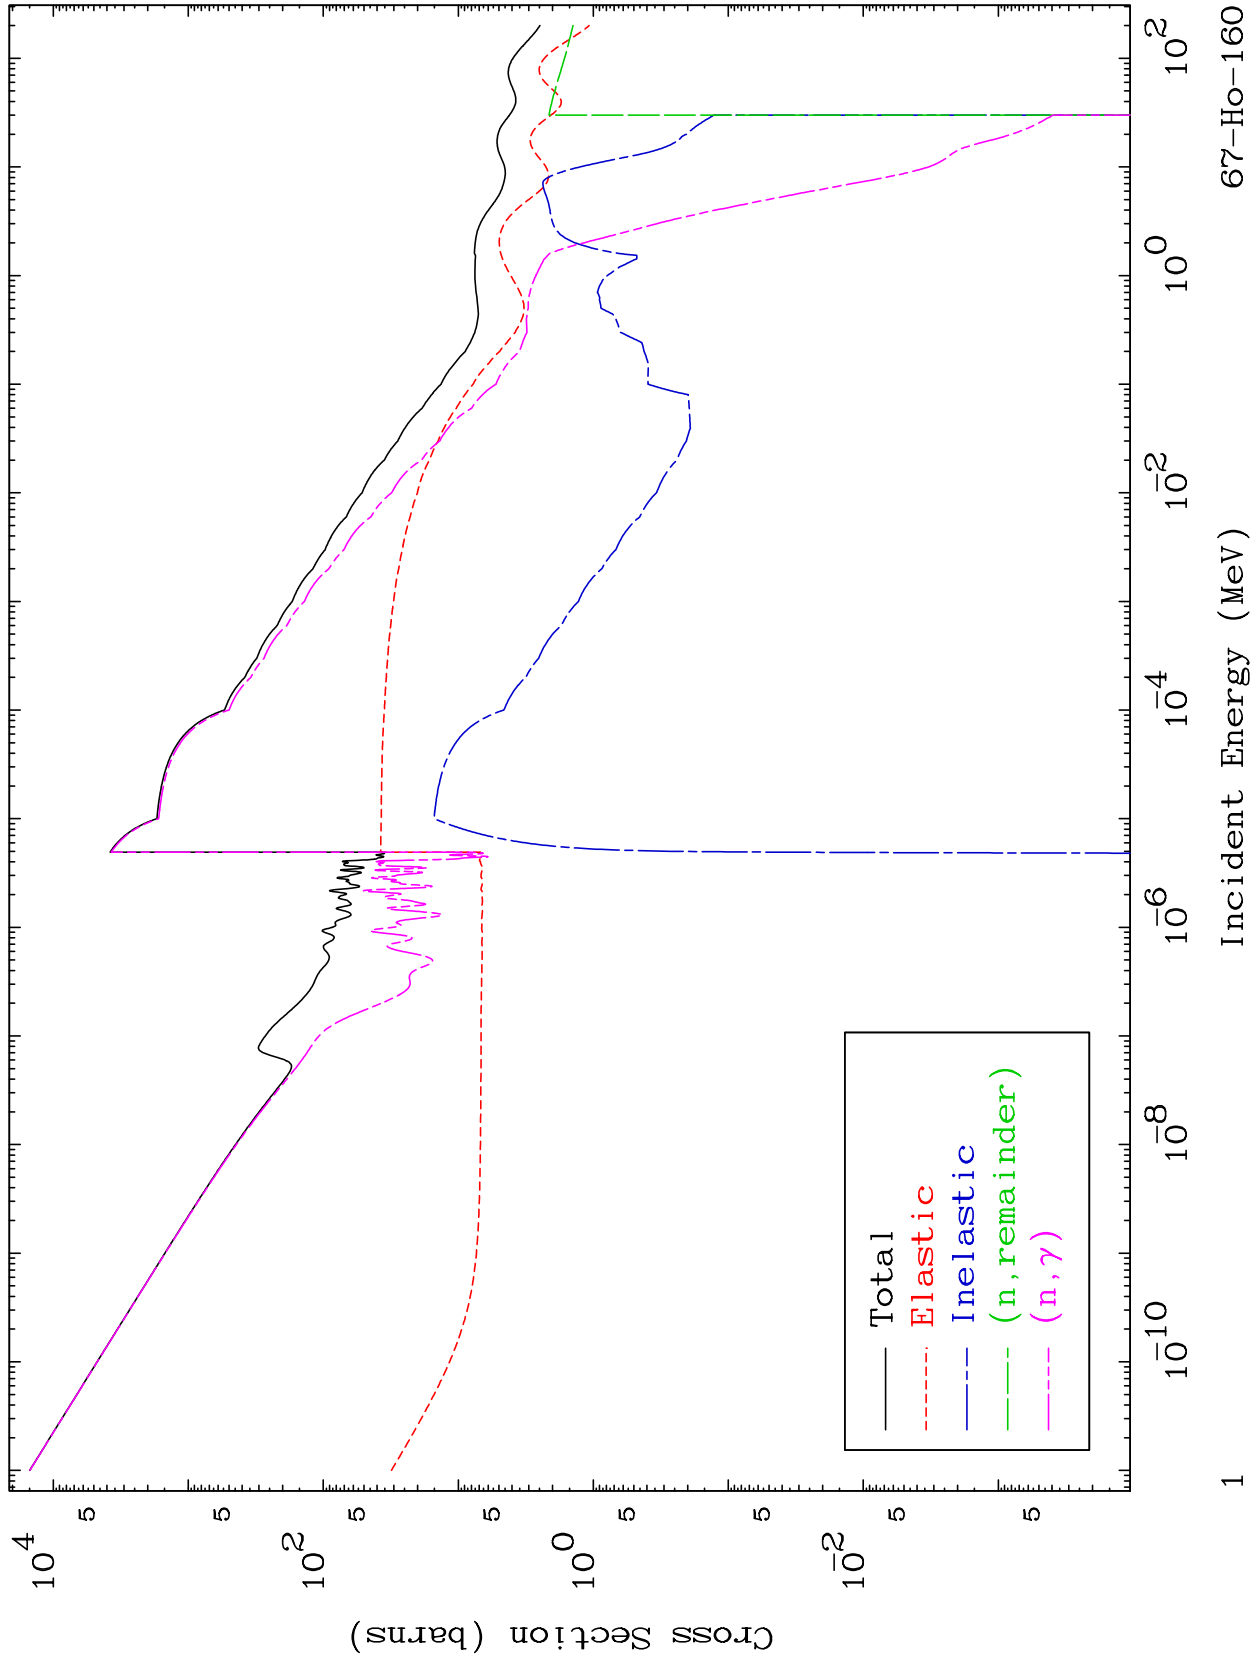 10^4
5
5
10^2
5
5
10^0
5
5
10^-2
5
5
Cross Section (barns)
Total
Elastic
Inelastic
(n,remainder)
(n,γ)
10^-10
10^-8
10^-6
10^-4
10^-2
10^0
10^2
Incident Energy (MeV)
1
67-Ho-160